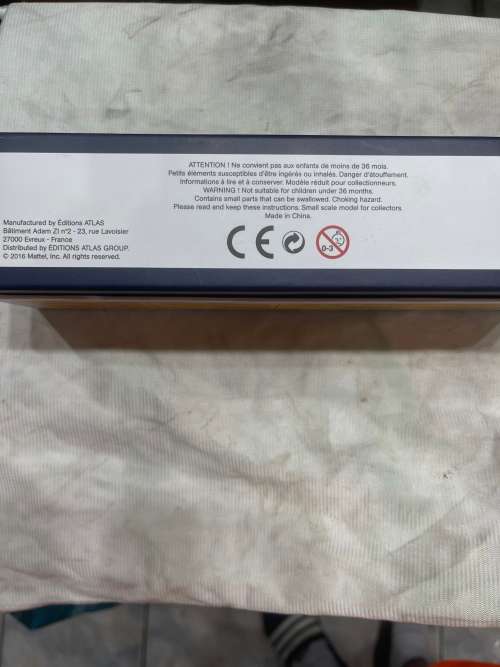 ATTENTION ! Ne convient pas aux enfants de moins de 36 mois.
Petits éléments susceptibles d'être ingérés ou inhalés. Danger d'étouffement.
Informations à lire et à conserver. Modèle réduit pour collectionneurs.
WARNING ! Not suitable for children under 36 months.
Contains small parts that can be swallowed. Choking hazard.
Please read and keep these instructions. Small scale model for collectors.
Made in China.
Manufactured by Éditions ATLAS
Bâtiment Adam ZI n°2 - 23, rue Lavoisier
27000 Evreux - France
Distributed by ÉDITIONS ATLAS GROUP.
© 2016 Mattel, Inc. All rights reserved.
CE
0-3